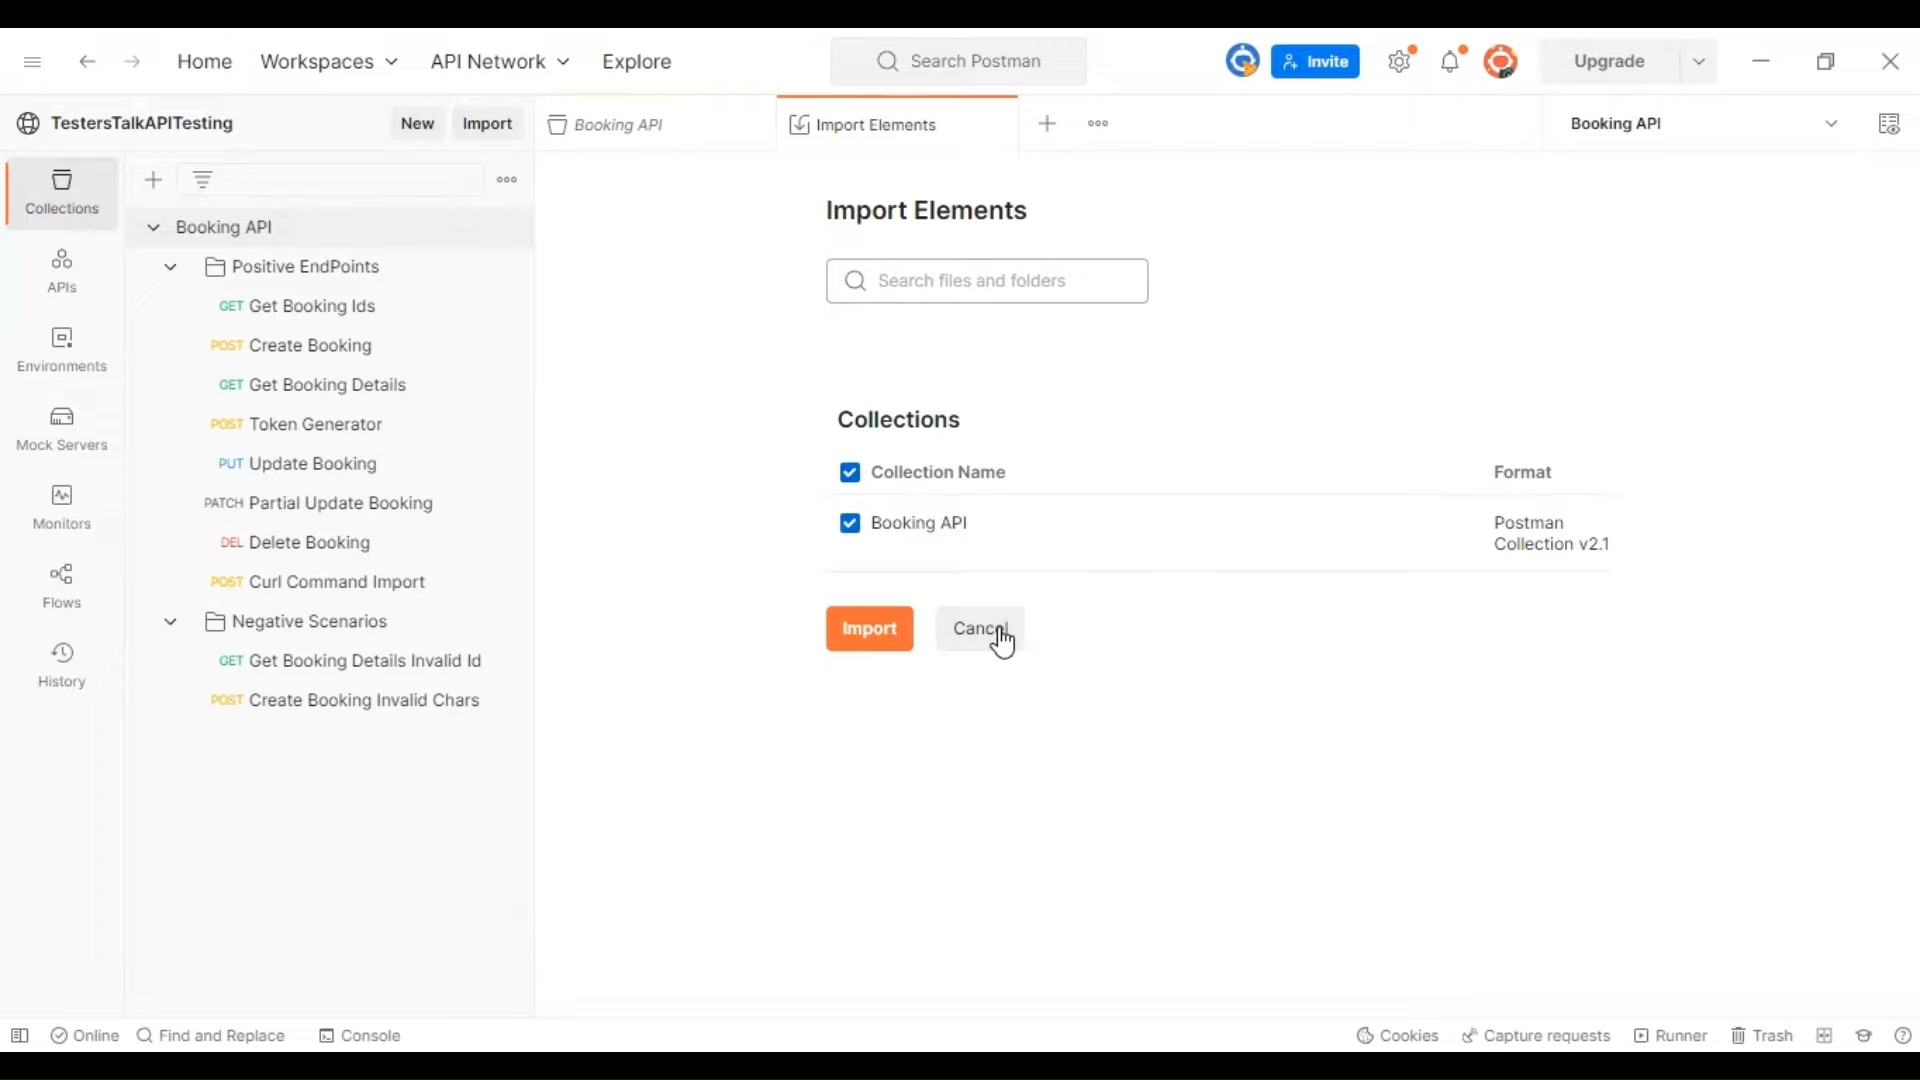 Home
Workspaces
API Network
Explore
Search Postman
Invite
Upgrade
TestersTalkAPITesting
New
Import
Booking API
Import Elements
Booking API
Collections
APIs
Environments
Mock Servers
Monitors
Flows
History
Booking API
Positive EndPoints
GET Get Booking Ids
POST Create Booking
GET Get Booking Details
POST Token Generator
PUT Update Booking
PATCH Partial Update Booking
DEL Delete Booking
POST Curl Command Import
Negative Scenarios
GET Get Booking Details Invalid Id
POST Create Booking Invalid Chars
Import Elements
Search files and folders
Collections
Collection Name
Format
Booking API
Postman
Collection v2.1
Import
Cancel
Online
Find and Replace
Console
Cookies
Capture requests
Runner
Trash